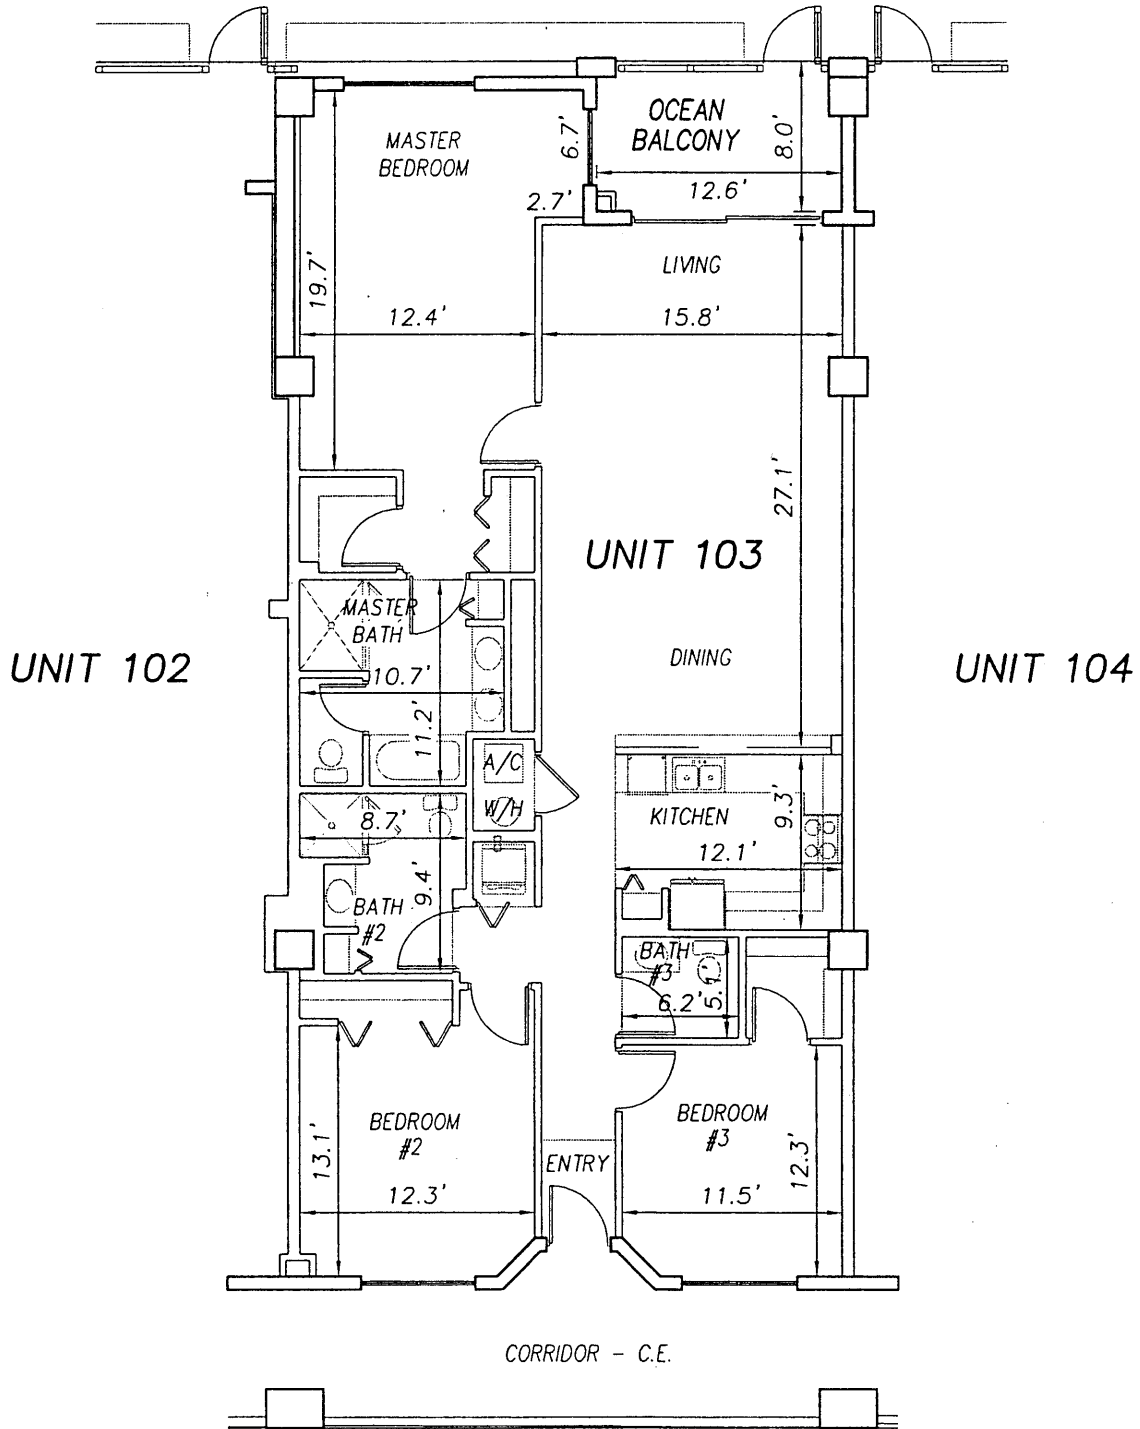 MASTER
BEDROOM
OCEAN
BALCONY
6.7'
8.0'
12.6'
2.7'
LIVING
19.7'
12.4'
15.8'
27.1'
UNIT 103
MASTER
BATH
DINING
UNIT 102
UNIT 104
10.7'
11.2'
A/C
W/H
KITCHEN
9.3'
8.7'
12.1'
9.4'
BATH
#2
BATH
#3
5.1'
6.2'
BEDROOM
#2
BEDROOM
#3
13.1'
ENTRY
12.3'
12.3'
11.5'
CORRIDOR - C.E.